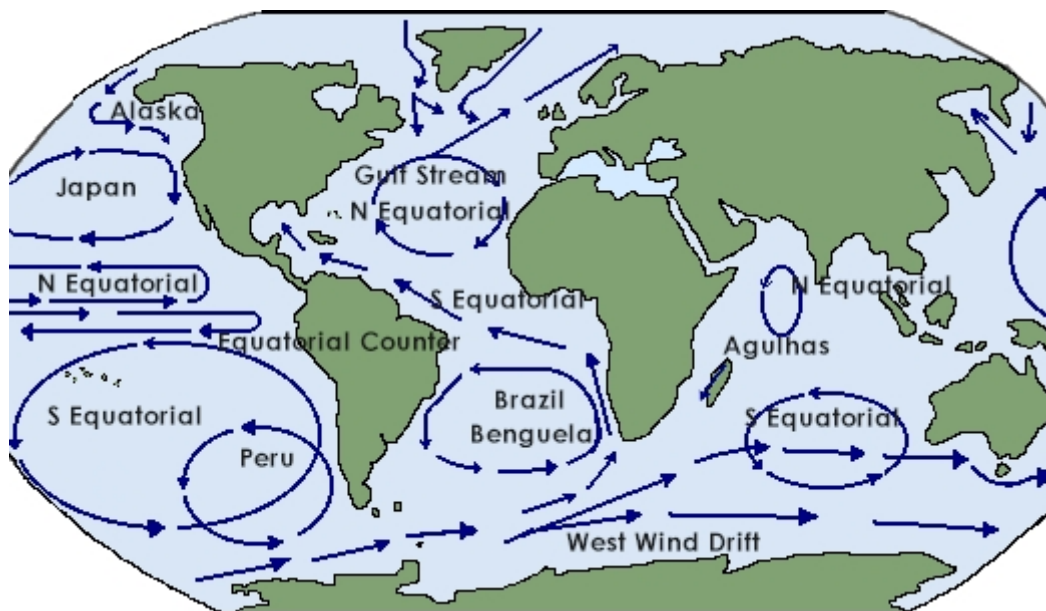 Alaska
Japan
Gulf Stream
N Equatorial
N Equatorial
S Equatorial
N Equatorial
Equatorial Counter
Agulhas
S Equatorial
Brazil
Benguela
S Equatorial
Peru
West Wind Drift